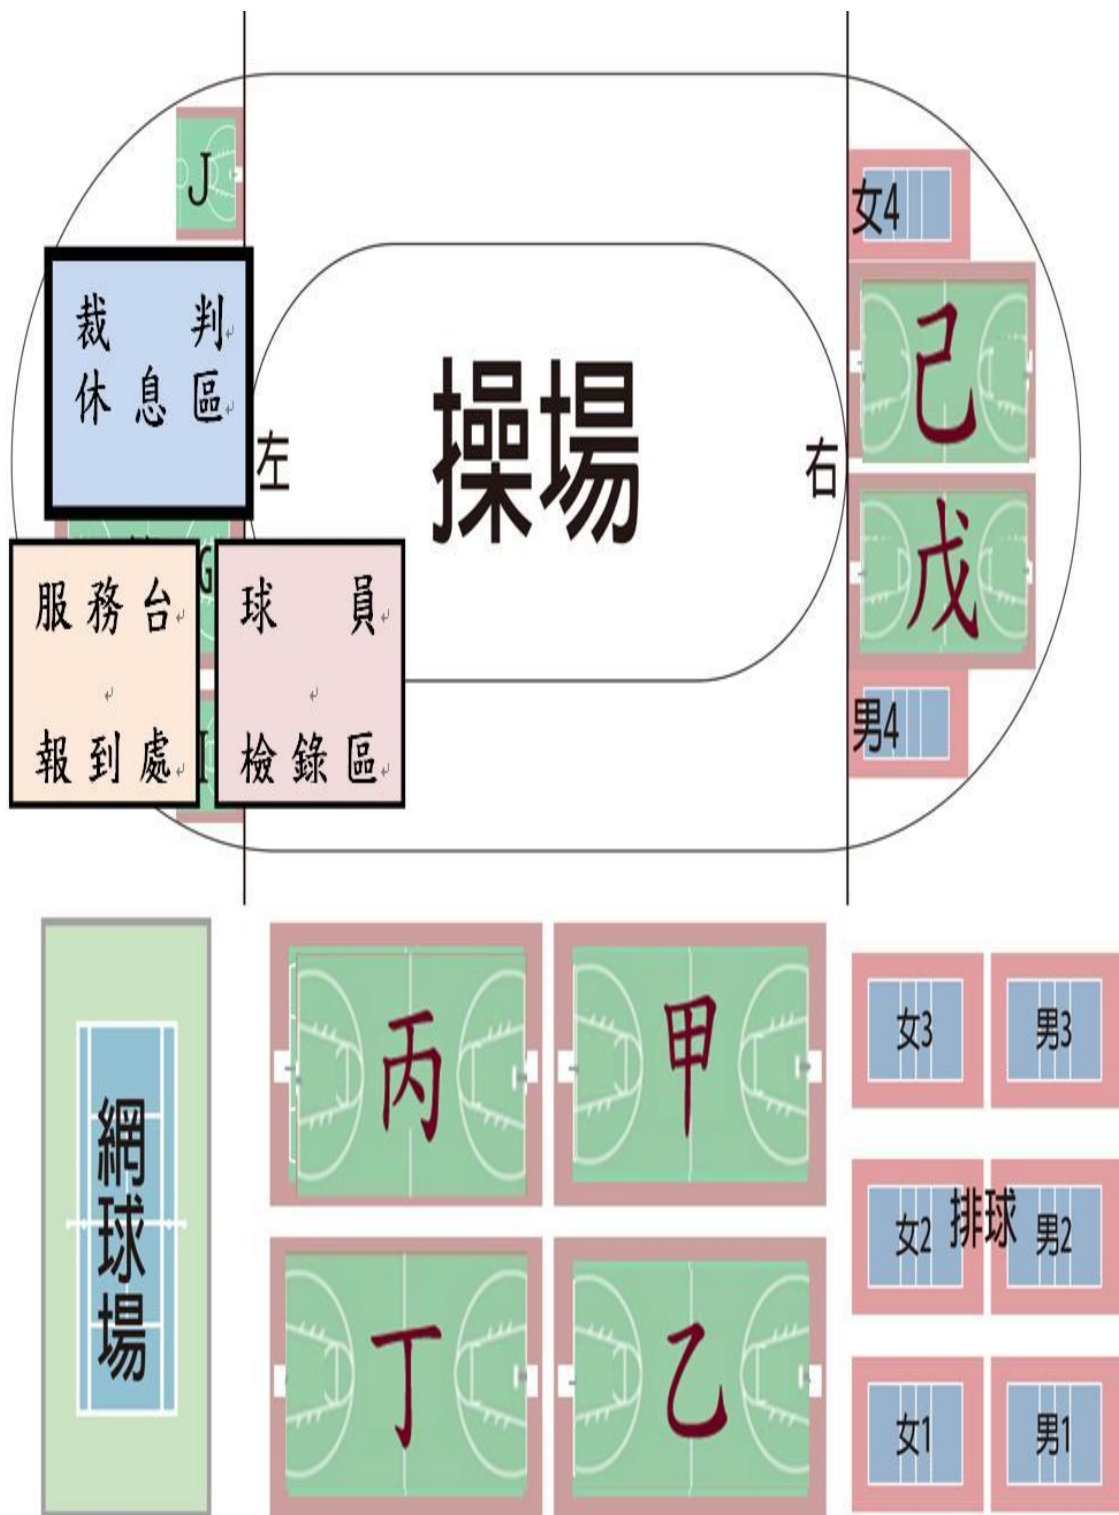 J
女4
裁 判
休 息 區
己
左
操場
右
戊
G
服 務 台
報 到 處
球 員
檢 錄 區
I
男4
網球場
丙
甲
女3
男3
排球
女2
男2
丁
乙
女1
男1